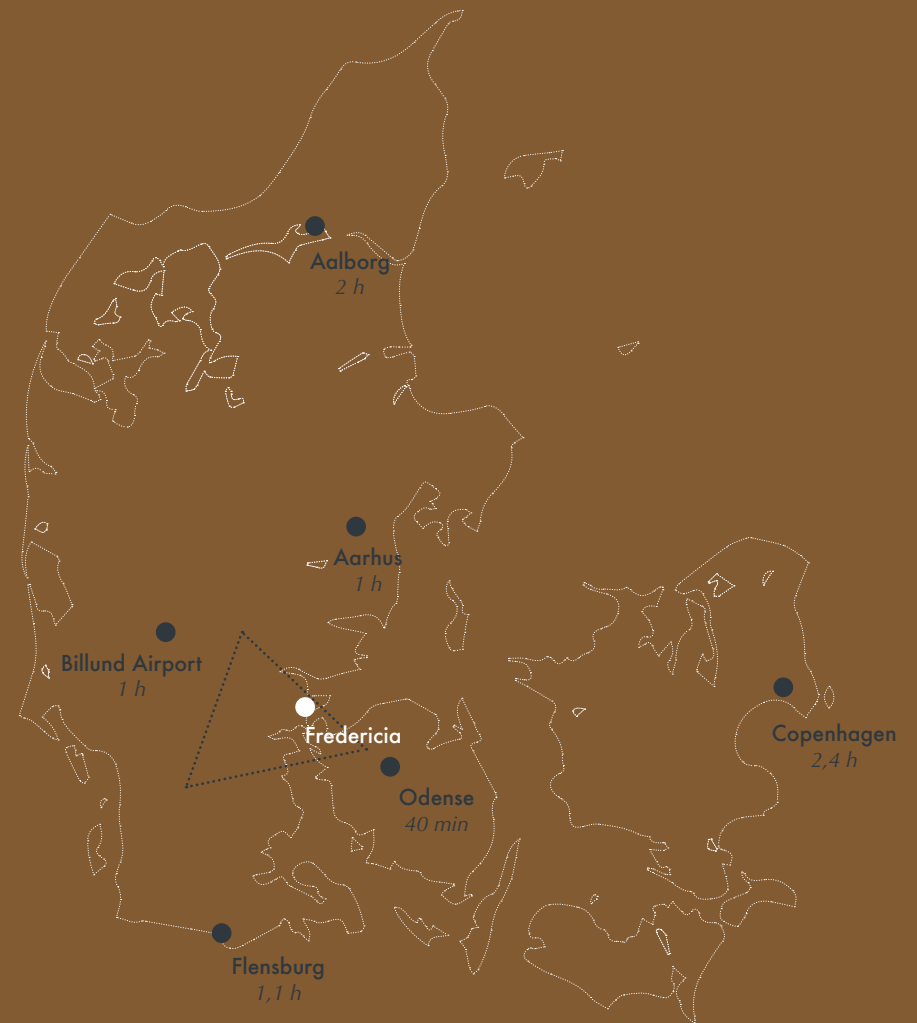 Aalborg
2 h
Aarhus
1 h
Billund Airport
1 h
Fredericia
Copenhagen
2,4 h
Odense
40 min
Flensburg
1,1 h